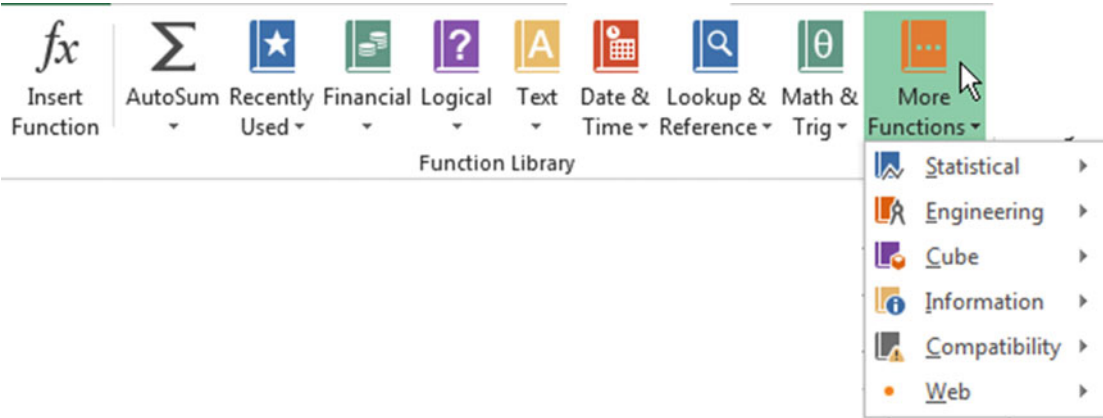 fx
Insert
Function
Σ
AutoSum
Recently
Used
Financial
?
Logical
A
Text
Date &
Time
Lookup &
Reference
θ
Math &
Trig
...
More
Functions
Function Library
Statistical
Engineering
Cube
Information
Compatibility
Web